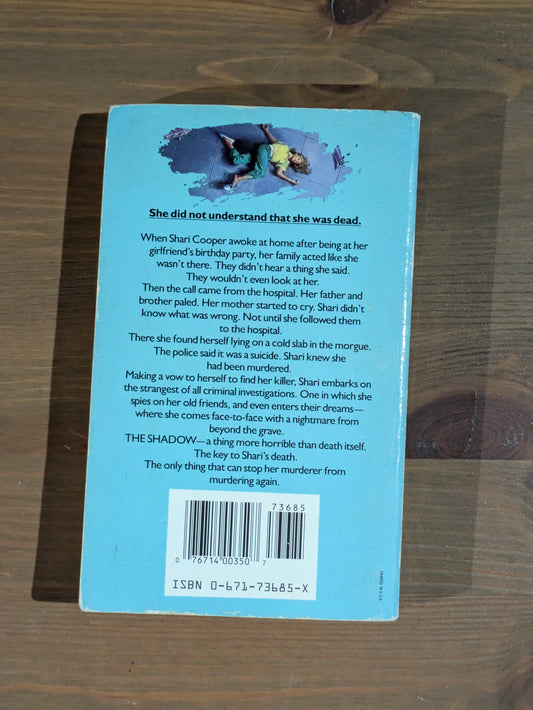 She did not understand that she was dead.
When Shari Cooper awoke at home after being at her
girlfriend's birthday party, her family acted like she
wasn't there. They didn't hear a thing she said.
They wouldn't even look at her.
Then the call came from the hospital. Her father and
brother paled. Her mother started to cry. Shari didn't
know what was wrong. Not until she followed them
to the hospital.
There she found herself lying on a cold slab in the morgue.
The police said it was a suicide. Shari knew she
had been murdered.
Making a vow to herself to find her killer, Shari embarks on
the strangest of all criminal investigations. One in which she
spies on her old friends, and even enters their dreams—
where she comes face-to-face with a nightmare from
beyond the grave.
THE SHADOW—a thing more horrible than death itself.
The key to Shari's death.
The only thing that can stop her murderer from
murdering again.
73685
0 76714 00350 7
ISBN 0-671-73685-X